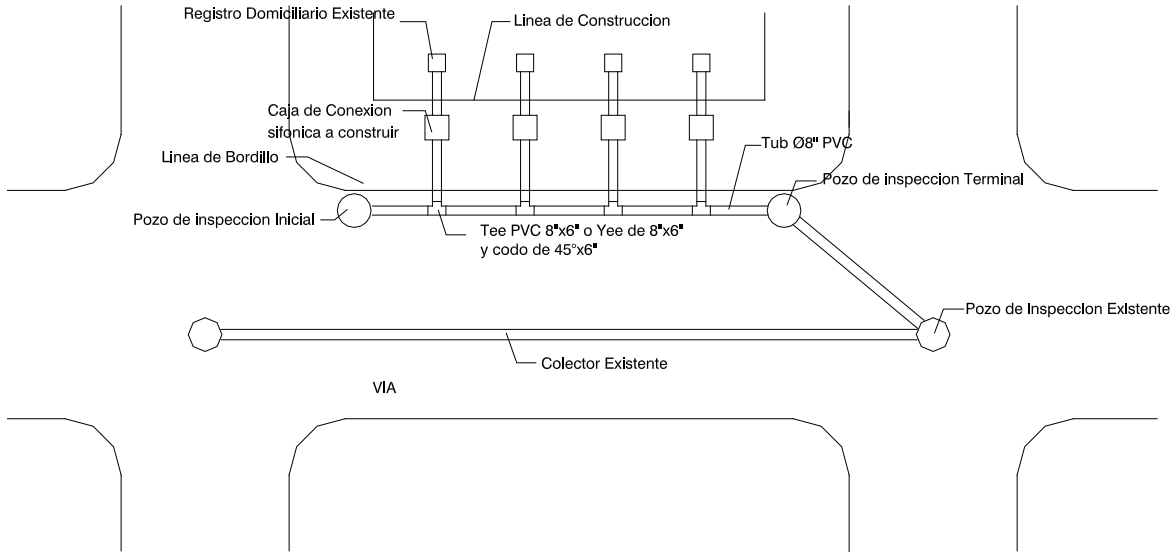 Registro Domiciliario Existente
Linea de Construccion
Caja de Conexion
sifonica a construir
Tub Ø8" PVC
Linea de Bordillo
Pozo de inspeccion Terminal
Pozo de inspeccion Inicial
Tee PVC 8"x6" o Yee de 8"x6"
y codo de 45°x6"
Pozo de Inspeccion Existente
Colector Existente
VIA